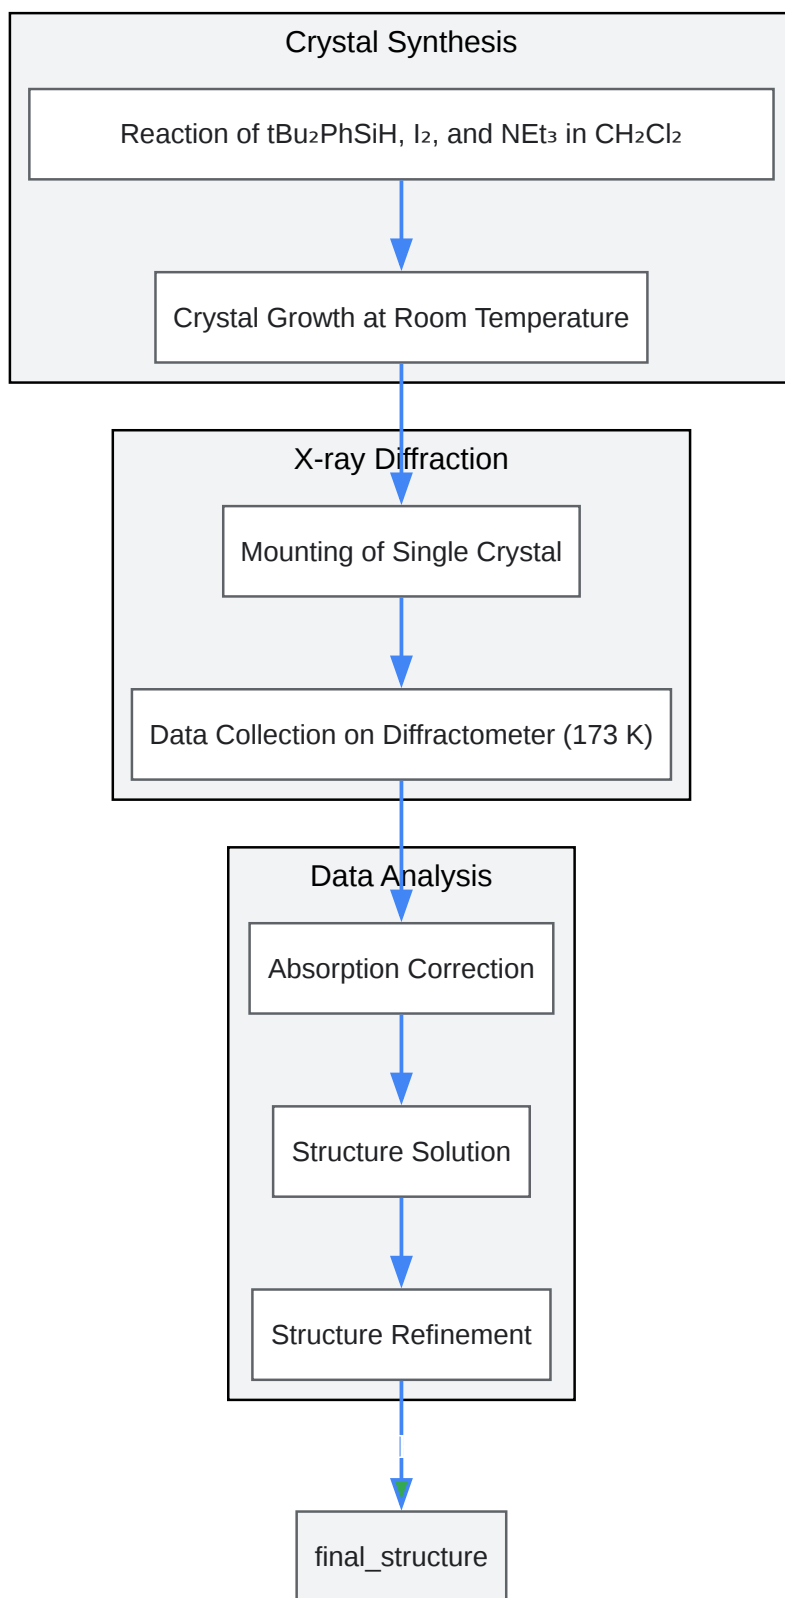 Crystal Synthesis
Reaction of tBu₂PhSiH, I₂, and NEt₃ in CH₂Cl₂
Crystal Growth at Room Temperature
X-ray Diffraction
Mounting of Single Crystal
Data Collection on Diffractometer (173 K)
Data Analysis
Absorption Correction
Structure Solution
Structure Refinement
final_structure